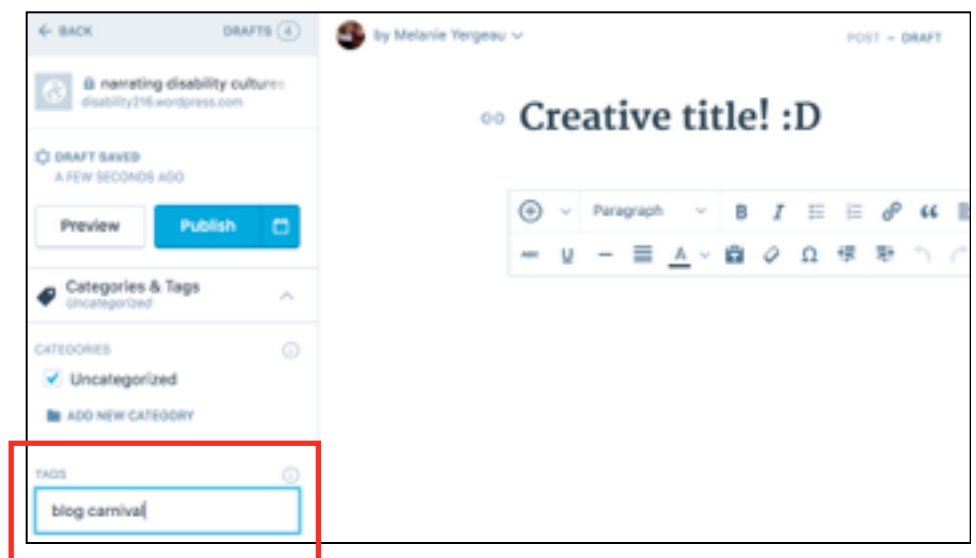 BACK DRAFTS 4
by Melanie Yergeau
POST – DRAFT
narrating disability cultures
disability216.wordpress.com
Creative title! :D
DRAFT SAVED
A FEW SECONDS AGO
Preview Publish
Paragraph B I
ABC U A Ω
Categories & Tags
Uncategorized
CATEGORIES
Uncategorized
ADD NEW CATEGORY
TAGS
blog carnival